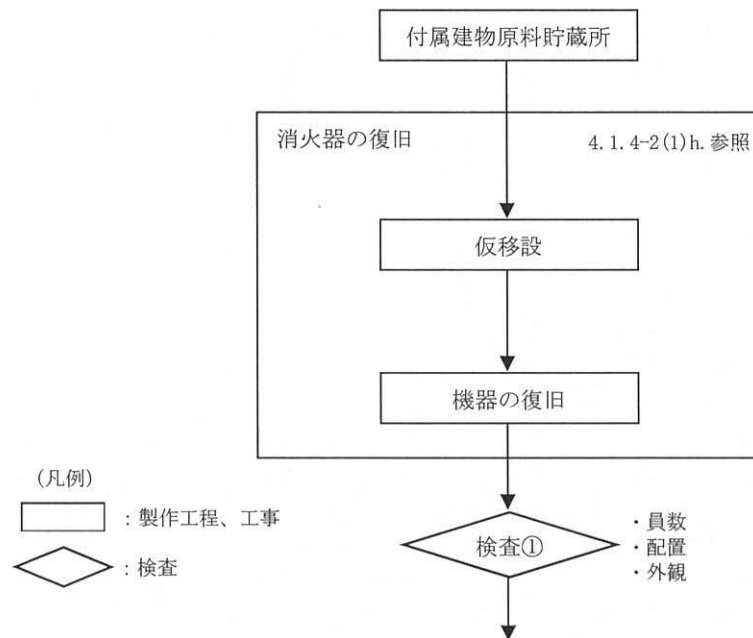 付属建物原料貯蔵所
消火器の復旧
4.1.4-2(1)h.参照
仮移設
機器の復旧
(凡例)
：製作工程、工事
：検査
検査①
・員数
・配置
・外観